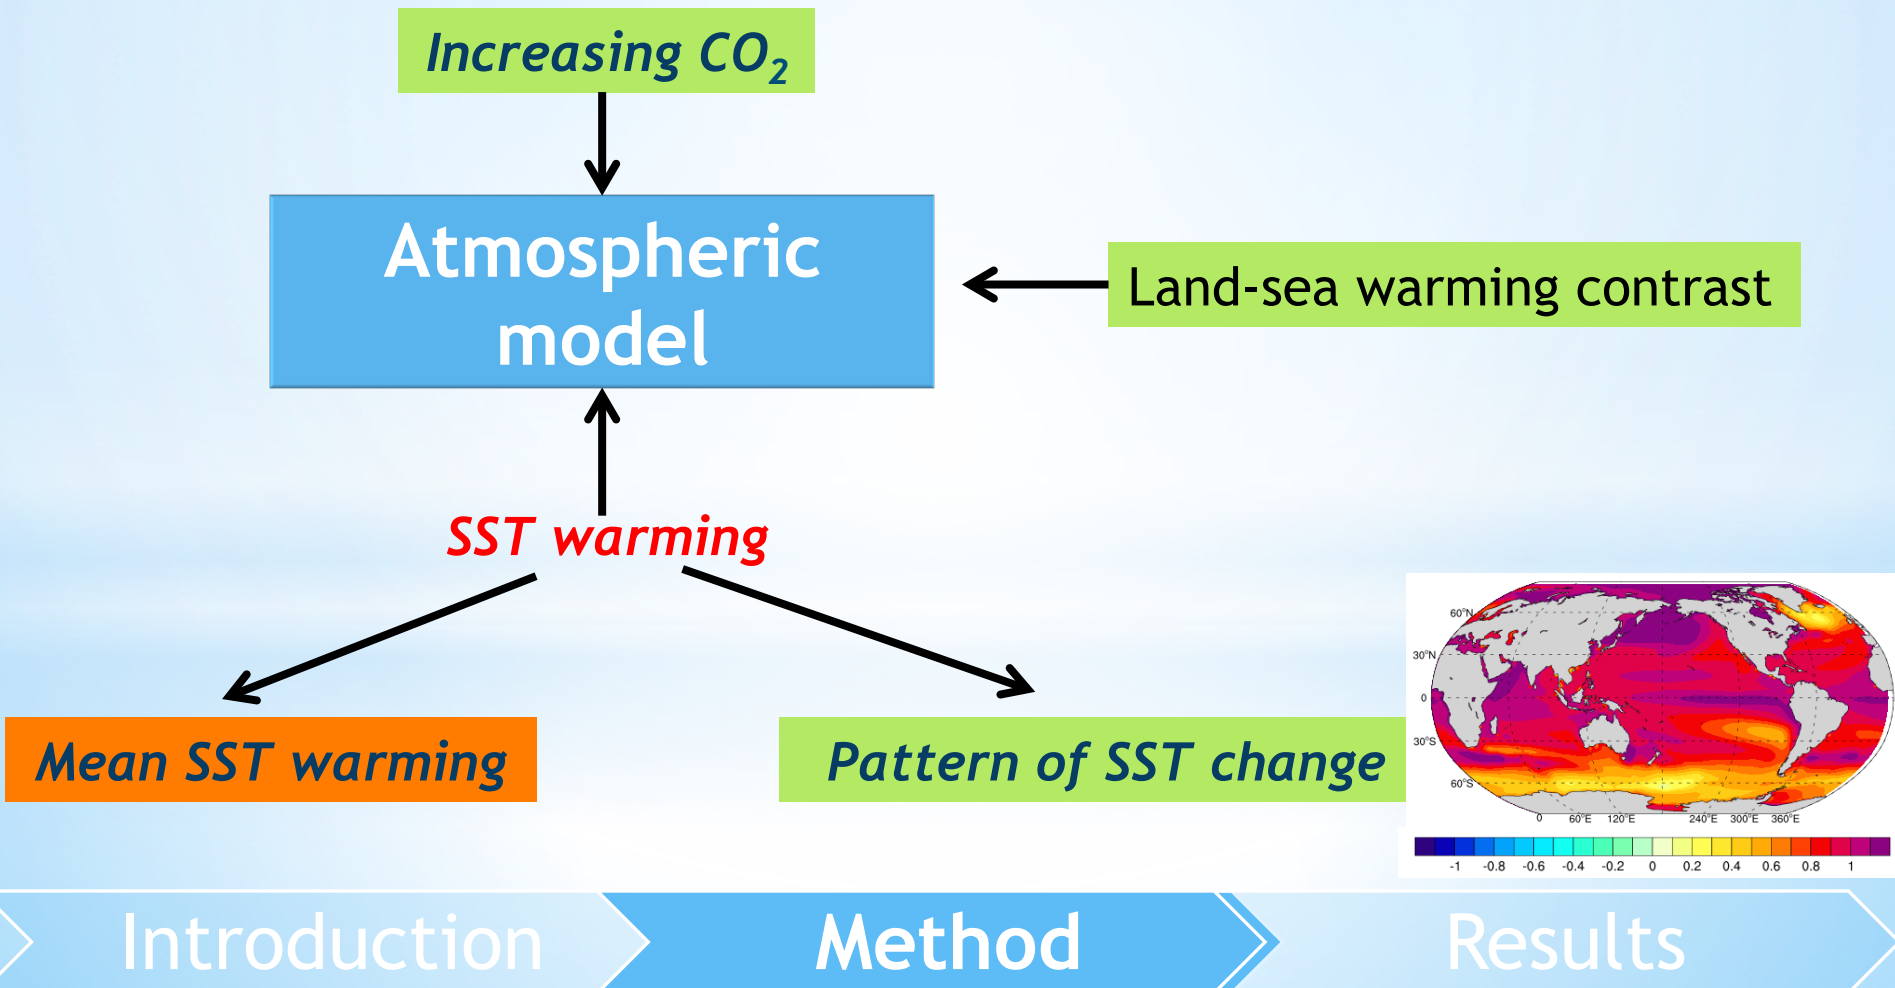 Increasing CO₂
Atmospheric
model
Land-sea warming contrast
SST warming
Mean SST warming
Pattern of SST change
60°N
30°N
0
30°S
60°S
0 60°E 120°E 240°E 300°E 360°E
-1 -0.8 -0.6 -0.4 -0.2 0 0.2 0.4 0.6 0.8 1
Introduction Method Results